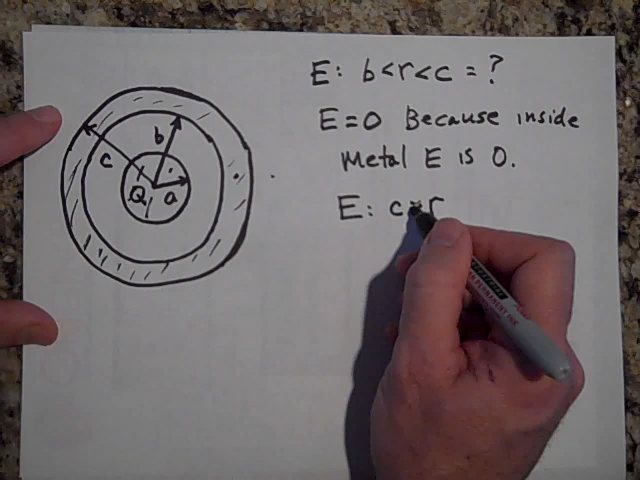 E: b<r<c = ?
E=0 Because inside
Metal E is 0.
E: c<r
b
c
Q
a